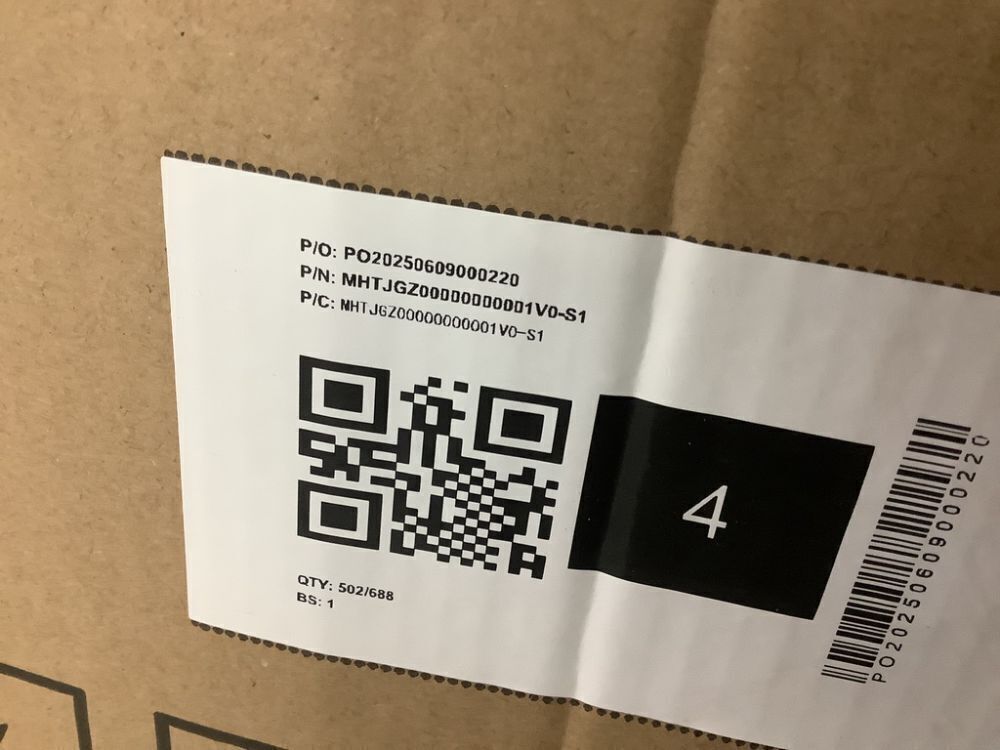 P/O: PO20250609000220
P/N: MHTJGZ00000000001V0-S1
P/C: MHTJGZ00000000001V0-S1
4
PO20250609000220
QTY: 502/688
BS: 1